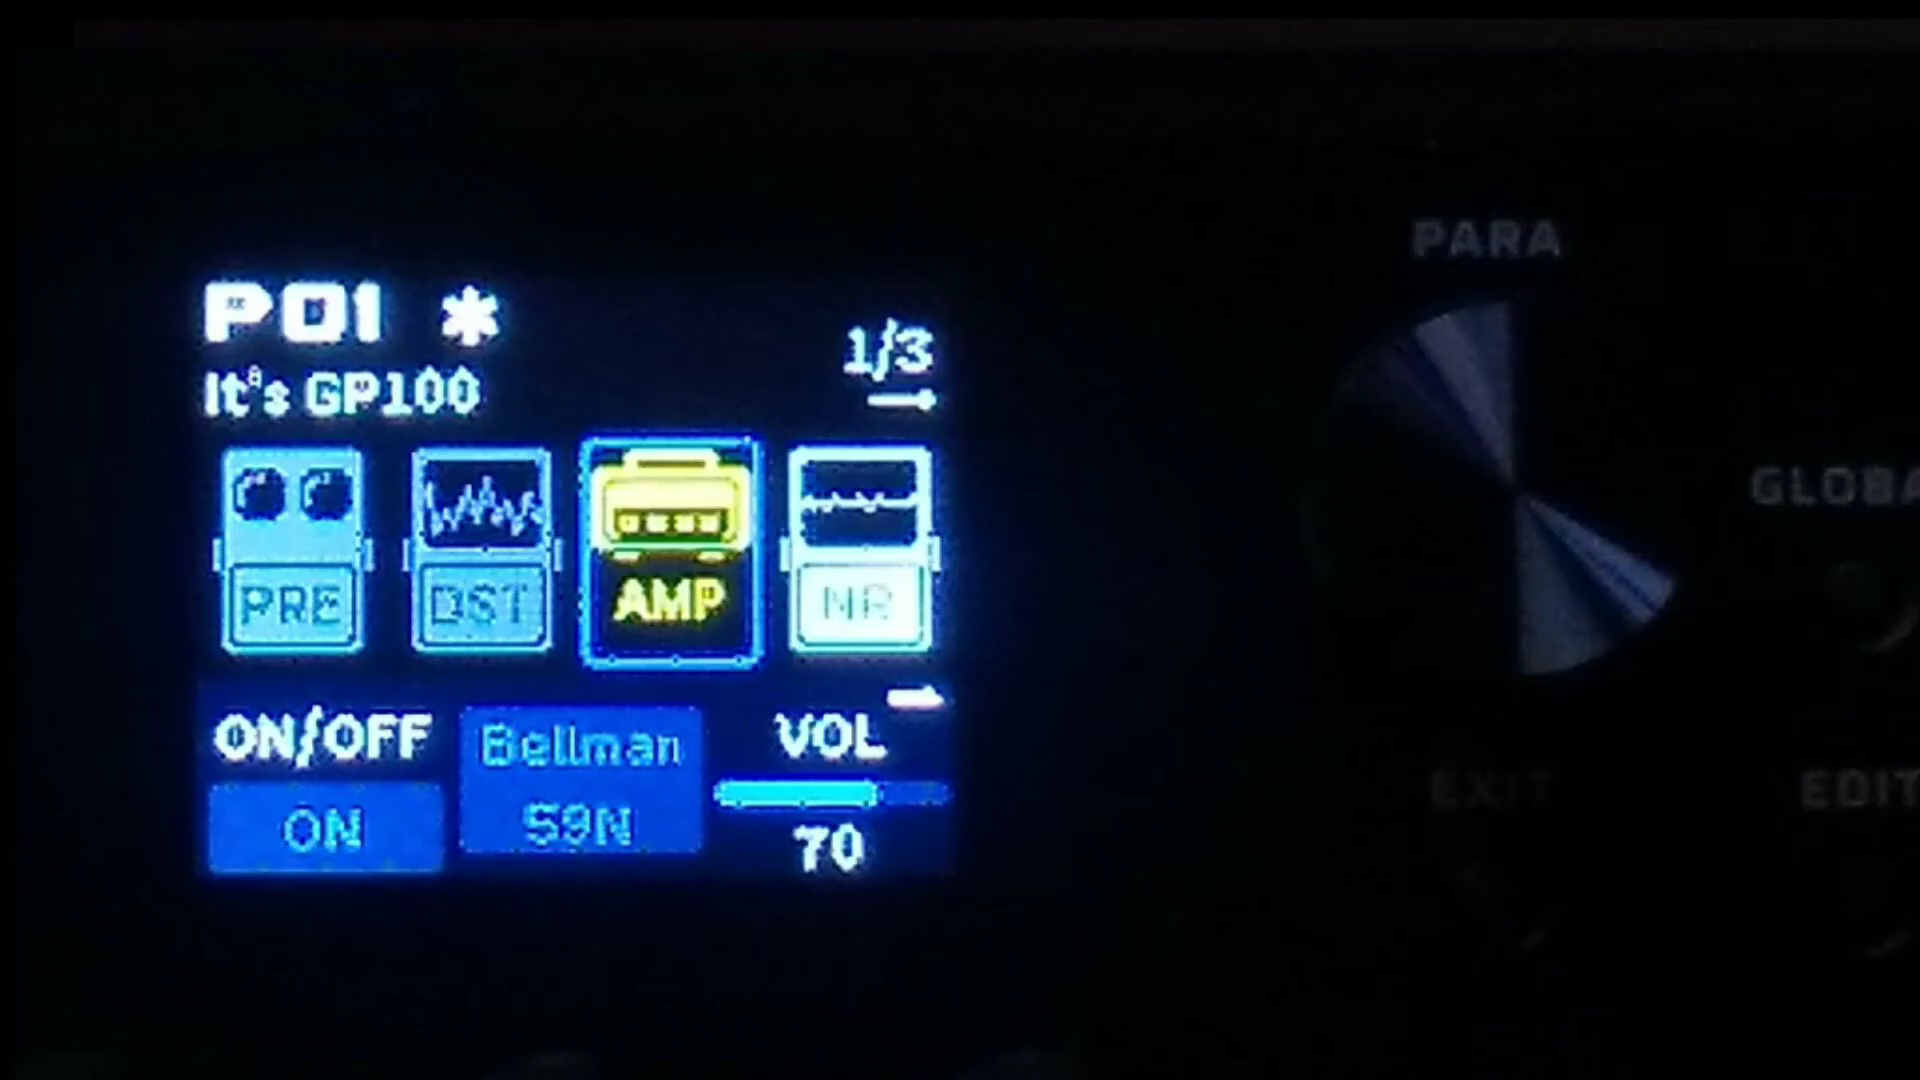 P01 *
It's GP100
1/3
PRE
DST
AMP
NR
ON/OFF
ON
Bellman
59N
VOL
70
PARA
GLOBA
EXIT
EDIT